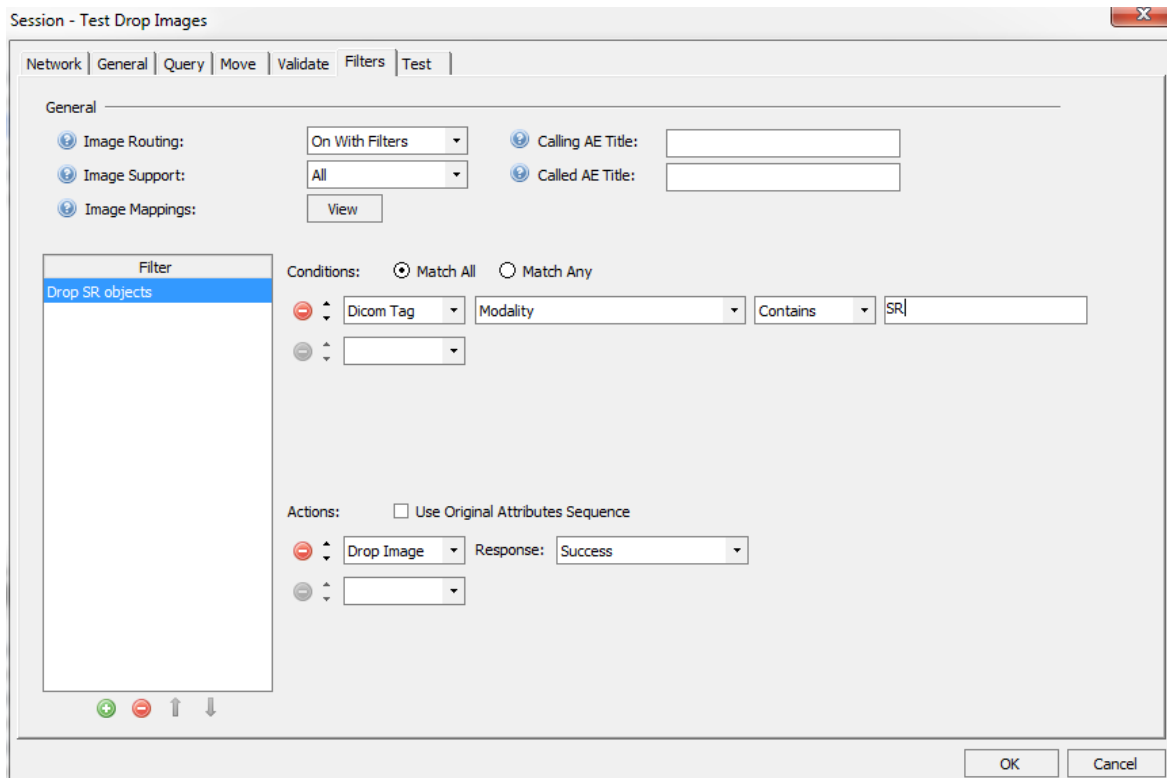 Session - Test Drop Images
Network General Query Move Validate Filters Test
General
Image Routing: On With Filters Calling AE Title:
Image Support: All Called AE Title:
Image Mappings: View
Filter
Drop SR objects
Conditions: Match All Match Any
Dicom Tag Modality Contains SR
Actions: Use Original Attributes Sequence
Drop Image Response: Success
OK Cancel